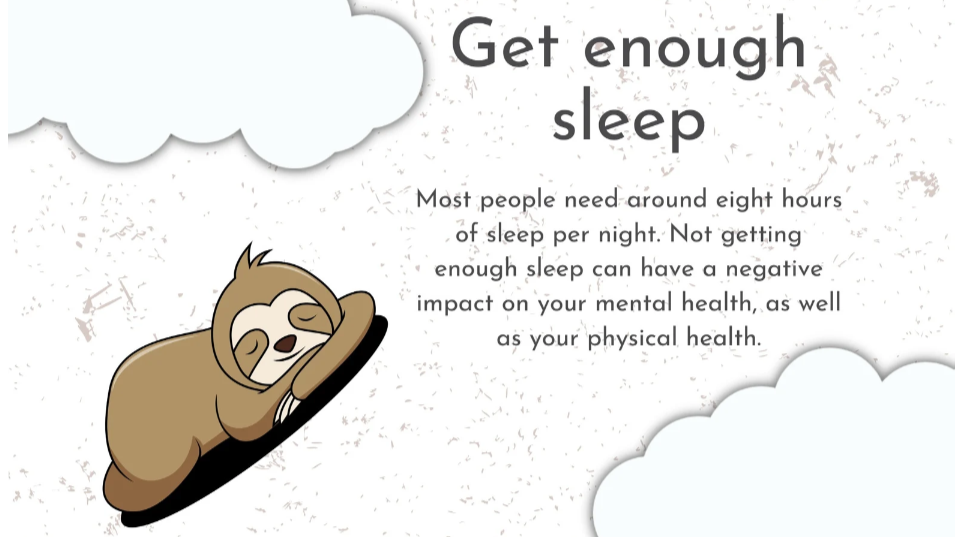 Get enough
sleep
Most people need around eight hours
of sleep per night. Not getting
enough sleep can have a negative
impact on your mental health, as well
as your physical health.